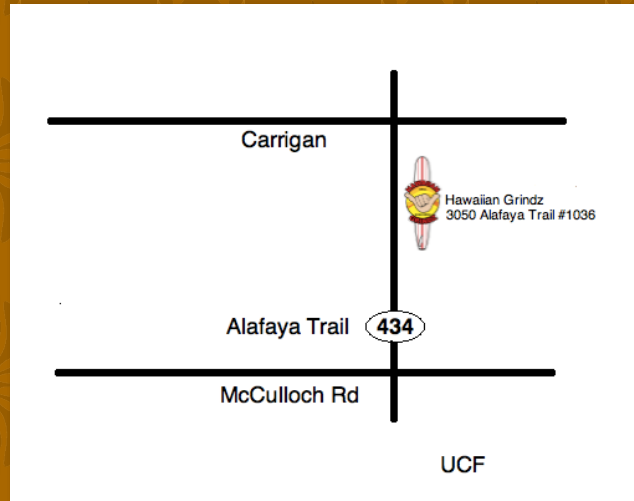 Carrigan
Hawaiian Grindz
3050 Alafaya Trail #1036
Alafaya Trail 434
McCulloch Rd
UCF